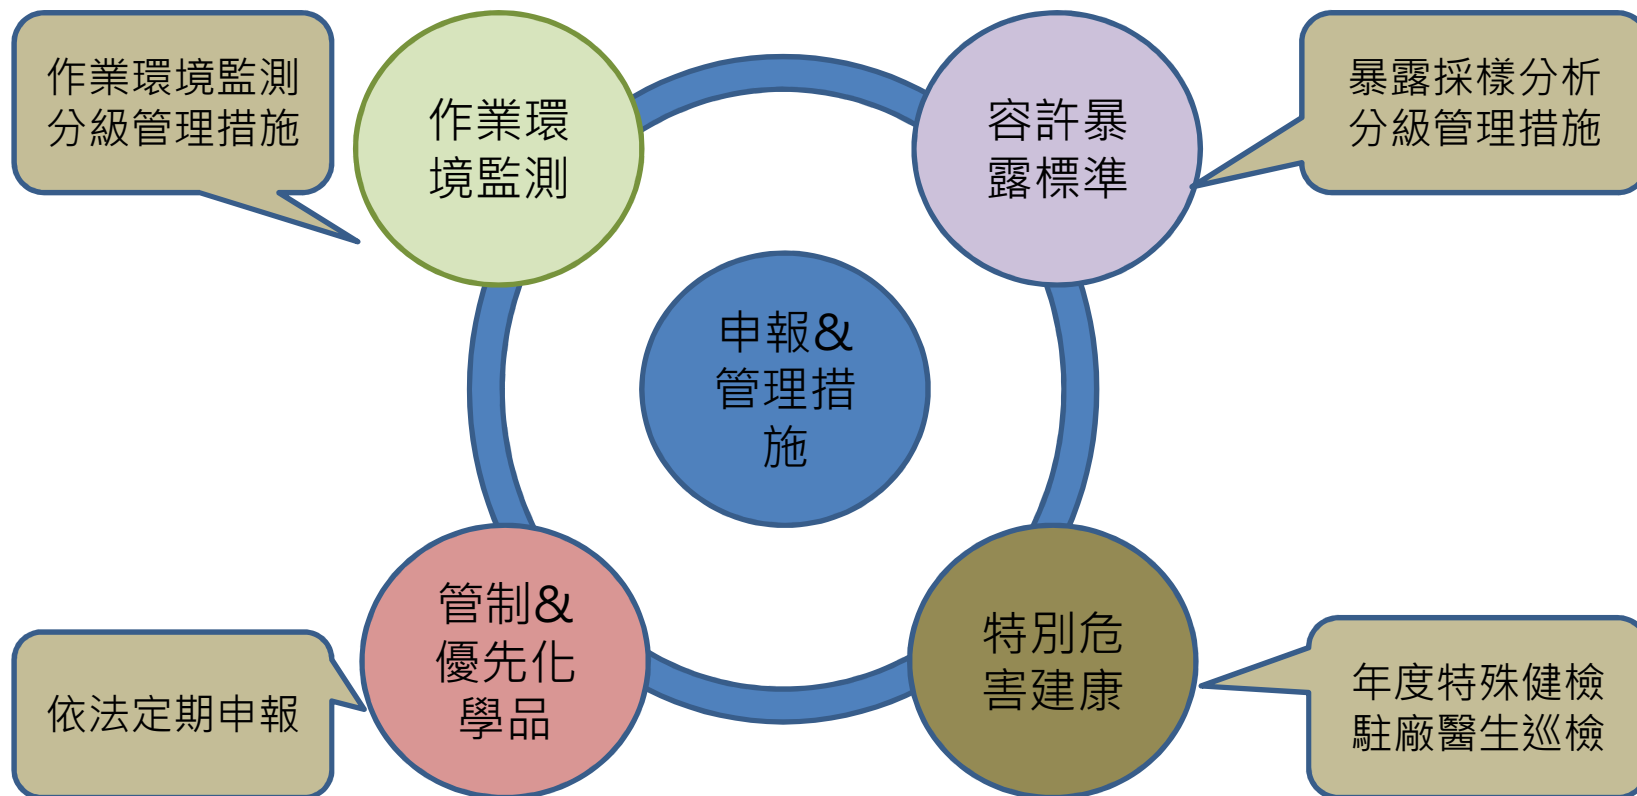 作業環境監測
分級管理措施
作業環
境監測
容許暴
露標準
暴露採樣分析
分級管理措施
申報&
管理措
施
依法定期申報
管制&
優先化
學品
特別危
害建康
年度特殊健檢
駐廠醫生巡檢